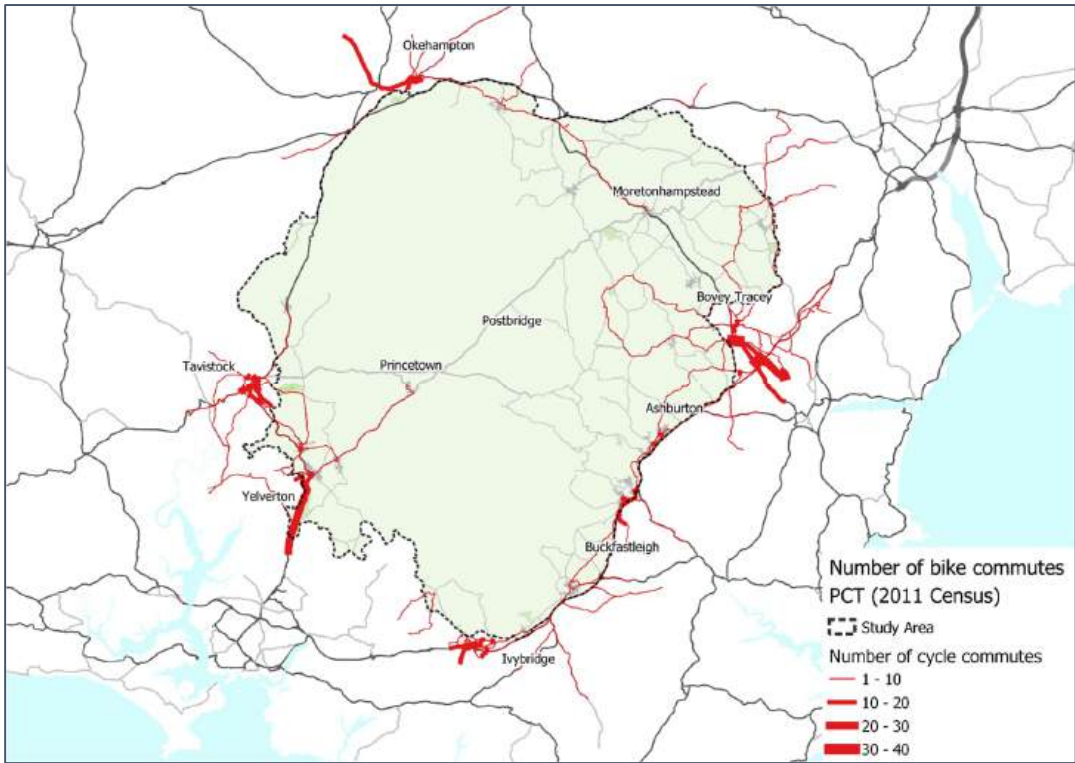 Okehampton
Moretonhampstead
Bovey Tracey
Postbridge
Princetown
Tavistock
Ashburton
Yelverton
Buckfastleigh
Ivybridge
Number of bike commutes
PCT (2011 Census)
Study Area
Number of cycle commutes
1 - 10
10 - 20
20 - 30
30 - 40